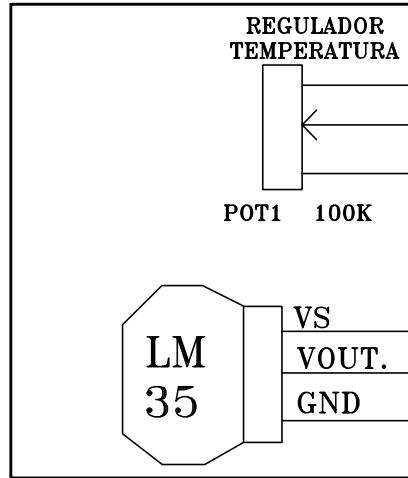 REGULADOR
TEMPERATURA
POT1 100K
LM
35
VS
VOUT.
GND